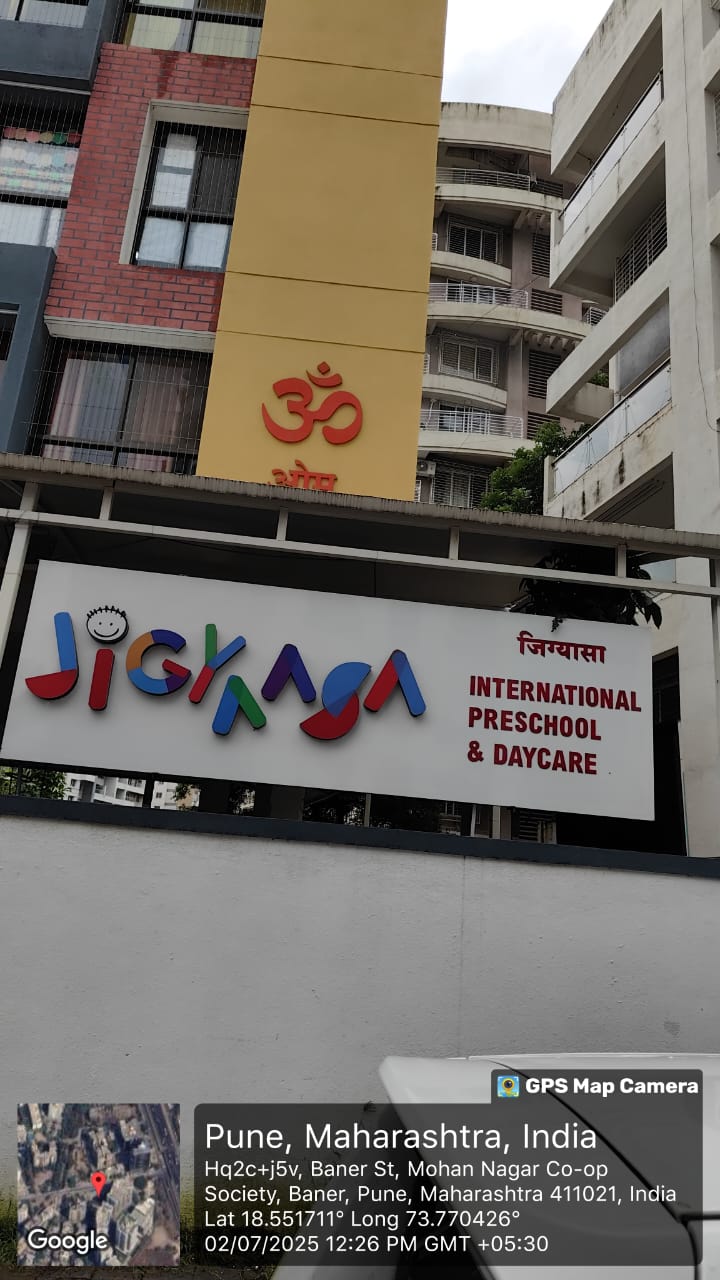 ॐ
ओम
JIGYAASA
जिग्यासा
INTERNATIONAL
PRESCHOOL
& DAYCARE
GPS Map Camera
Pune, Maharashtra, India
Hq2c+j5v, Baner St, Mohan Nagar Co-op
Society, Baner, Pune, Maharashtra 411021, India
Lat 18.551711° Long 73.770426°
02/07/2025 12:26 PM GMT +05:30
Google